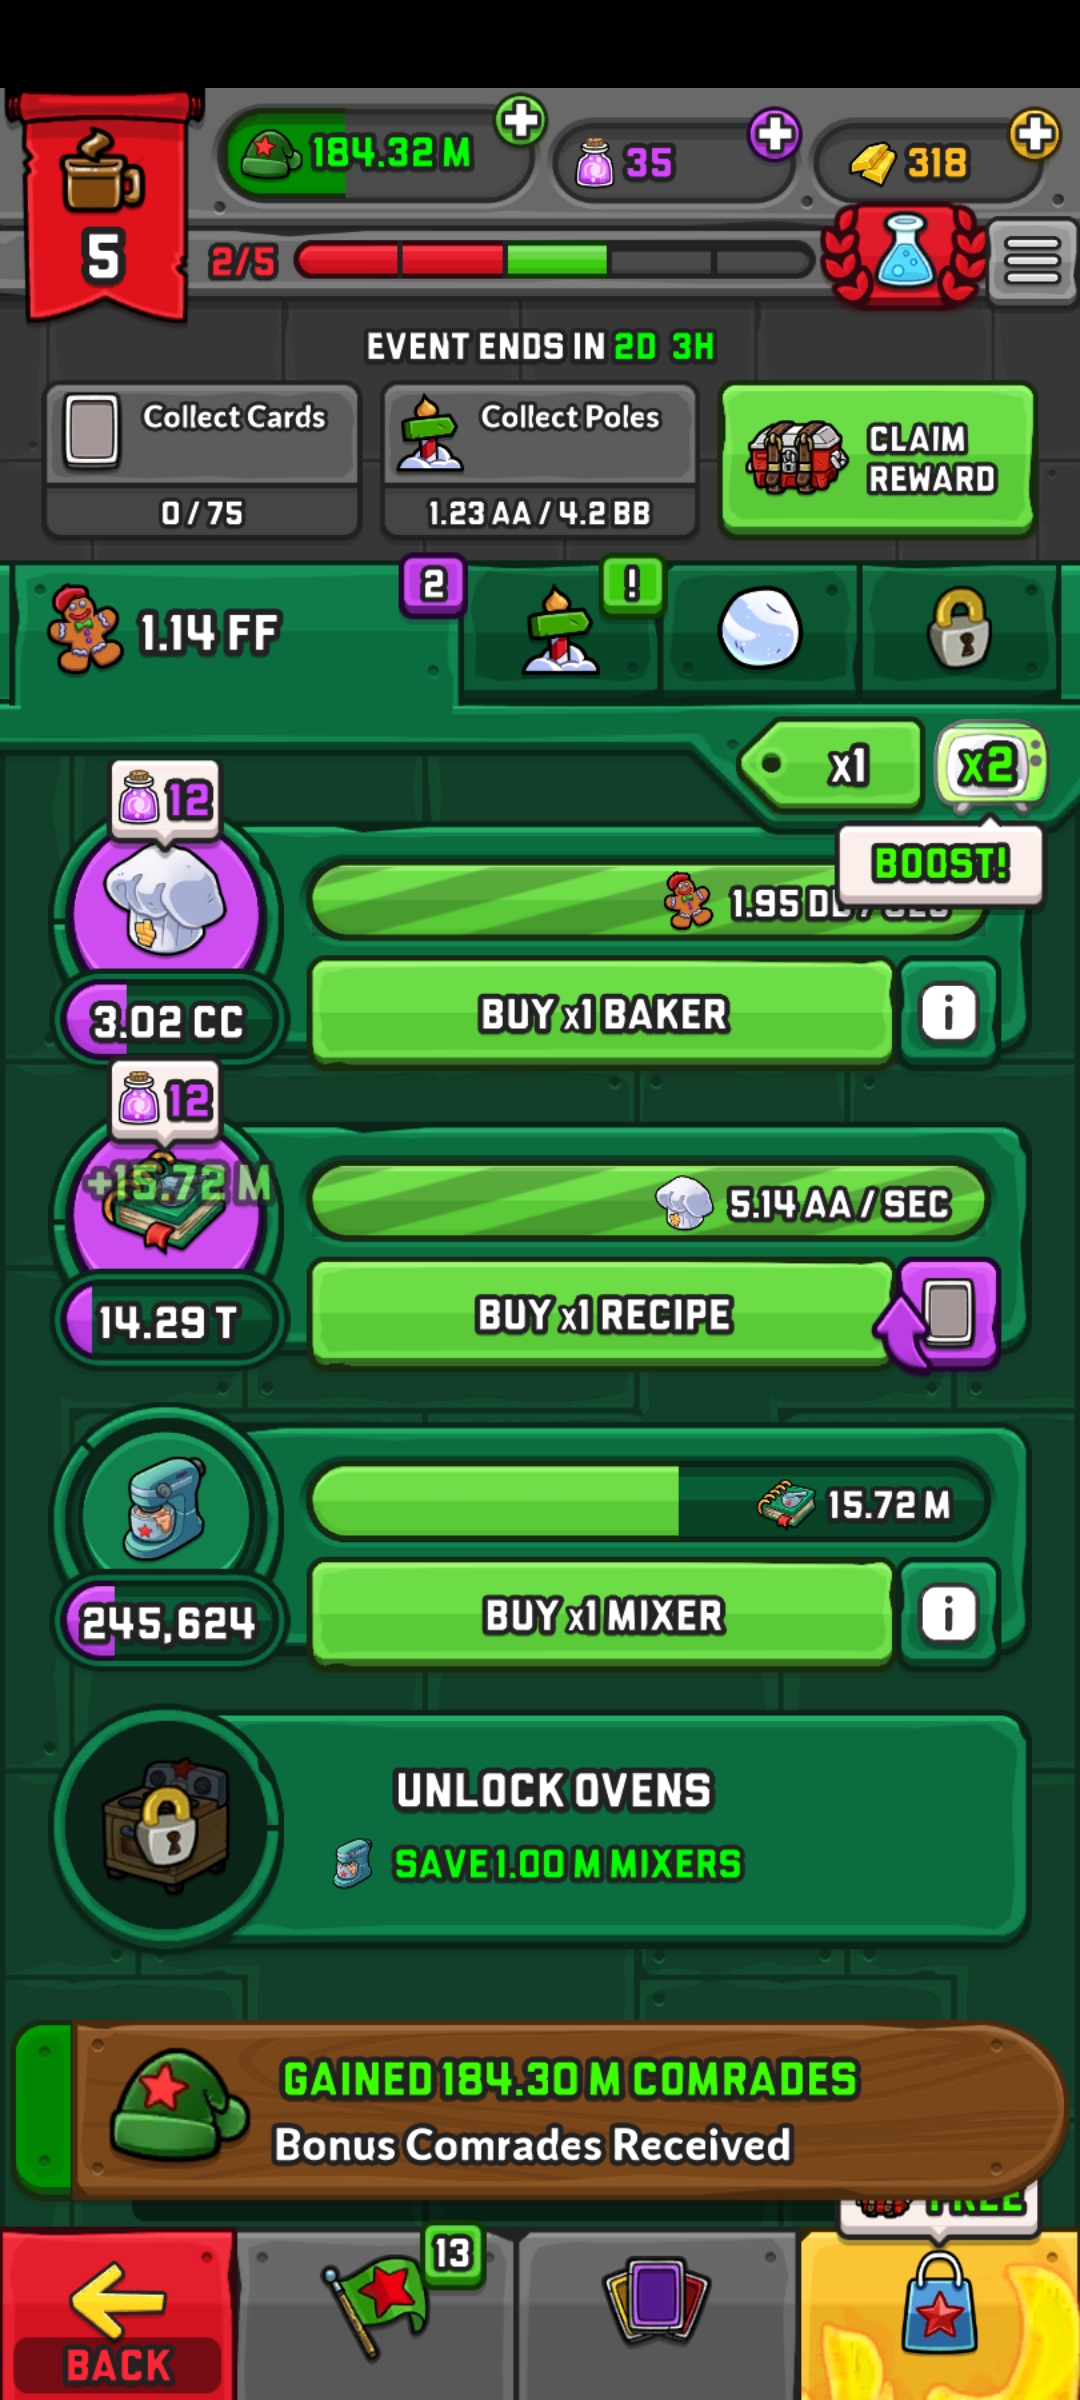 184.32 M
35
318
5
2/5
EVENT ENDS IN 2D 3H
Collect Cards
0 / 75
Collect Poles
1.23 AA / 4.2 BB
CLAIM
REWARD
1.14 FF
2
!
x1
x2
BOOST!
12
3.02 CC
BUY x1 BAKER
i
12
+15.72 M
5.14 AA / SEC
14.29 T
BUY x1 RECIPE
15.72 M
245,624
BUY x1 MIXER
i
UNLOCK OVENS
SAVE 1.00 M MIXERS
GAINED 184.30 M COMRADES
Bonus Comrades Received
FREE
13
BACK